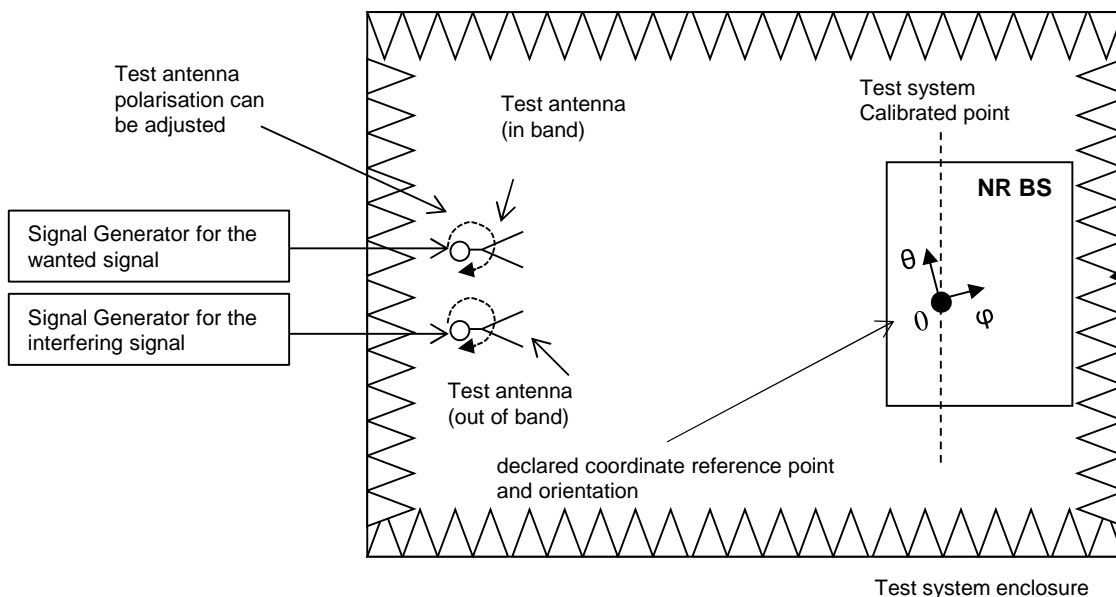 Test antenna
polarisation can
be adjusted
Test antenna
(in band)
Test system
Calibrated point
NR BS
Signal Generator for the
wanted signal
θ
Signal Generator for the
interfering signal
0
φ
Test antenna
(out of band)
declared coordinate reference point
and orientation
Test system enclosure